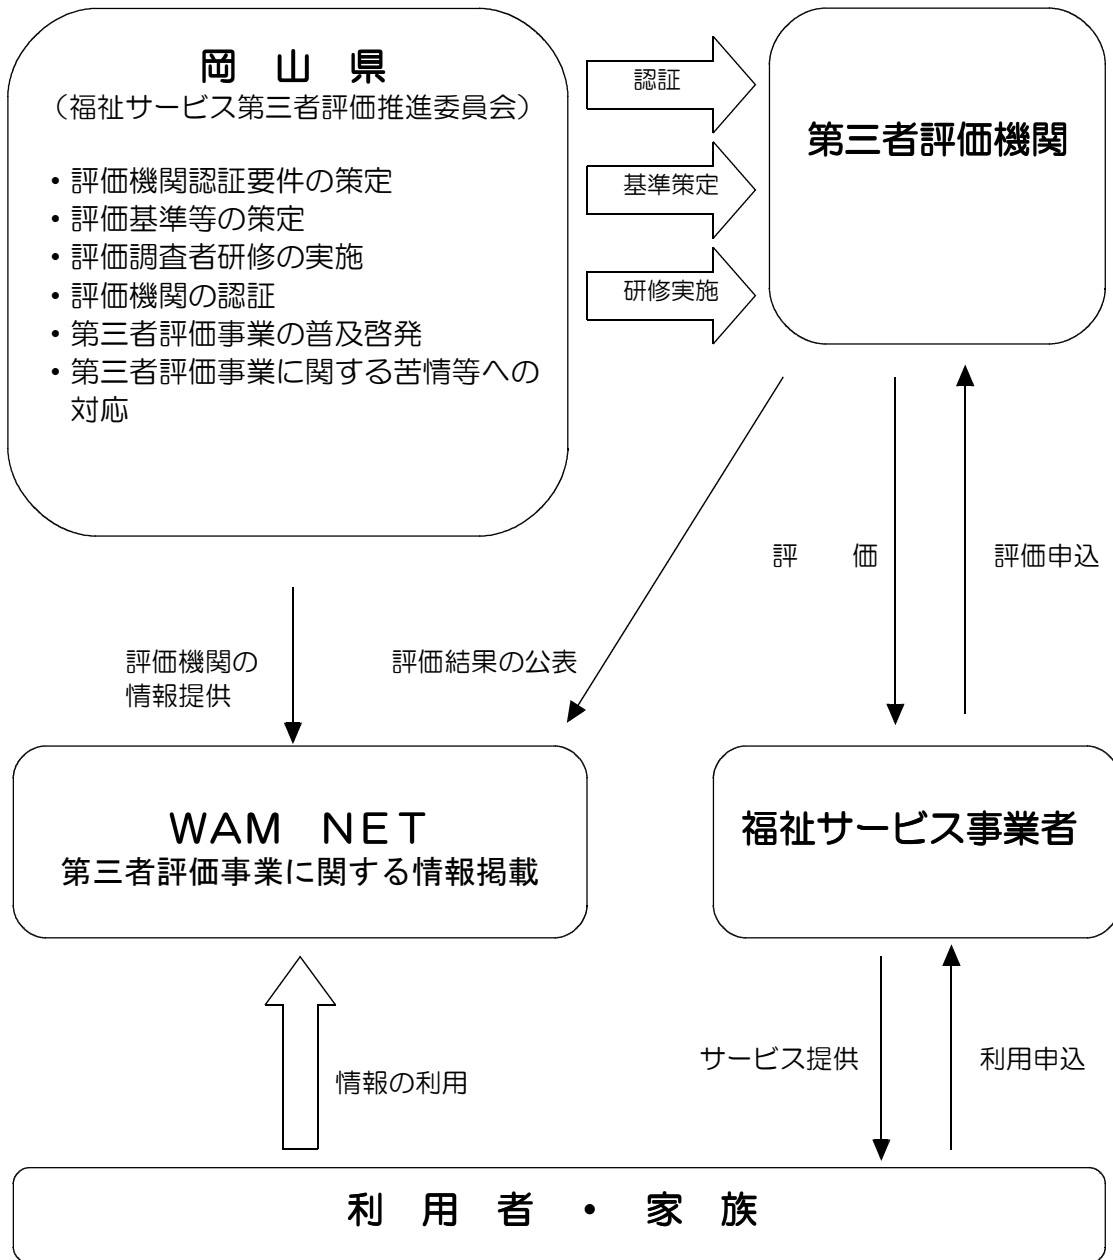 岡　山　県
（福祉サービス第三者評価推進委員会）
・評価機関認証要件の策定
・評価基準等の策定
・評価調査者研修の実施
・評価機関の認証
・第三者評価事業の普及啓発
・第三者評価事業に関する苦情等への
対応
認証
基準策定
研修実施
第三者評価機関
評　　価
評価申込
評価機関の
情報提供
評価結果の公表
ＷＡＭ　ＮＥＴ
第三者評価事業に関する情報掲載
福祉サービス事業者
情報の利用
サービス提供
利用申込
利　用　者　・　家　族